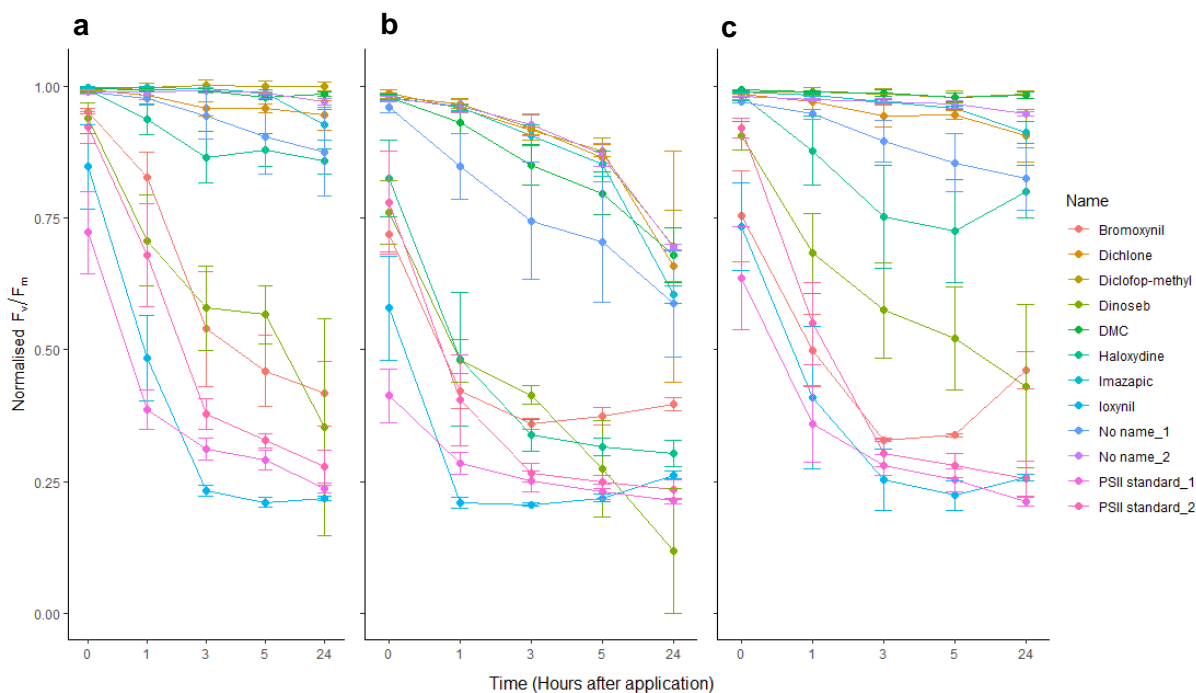 a b c
Normalised Fv/Fm
1.00
0.75
0.50
0.25
0.00
0 1 3 5 24 0 1 3 5 24 0 1 3 5 24
Time (Hours after application)
Name
Bromoxynil
Dichlone
Diclofop-methyl
Dinoseb
DMC
Haloxydine
Imazapic
Ioxynil
No name_1
No name_2
PSII standard_1
PSII standard_2